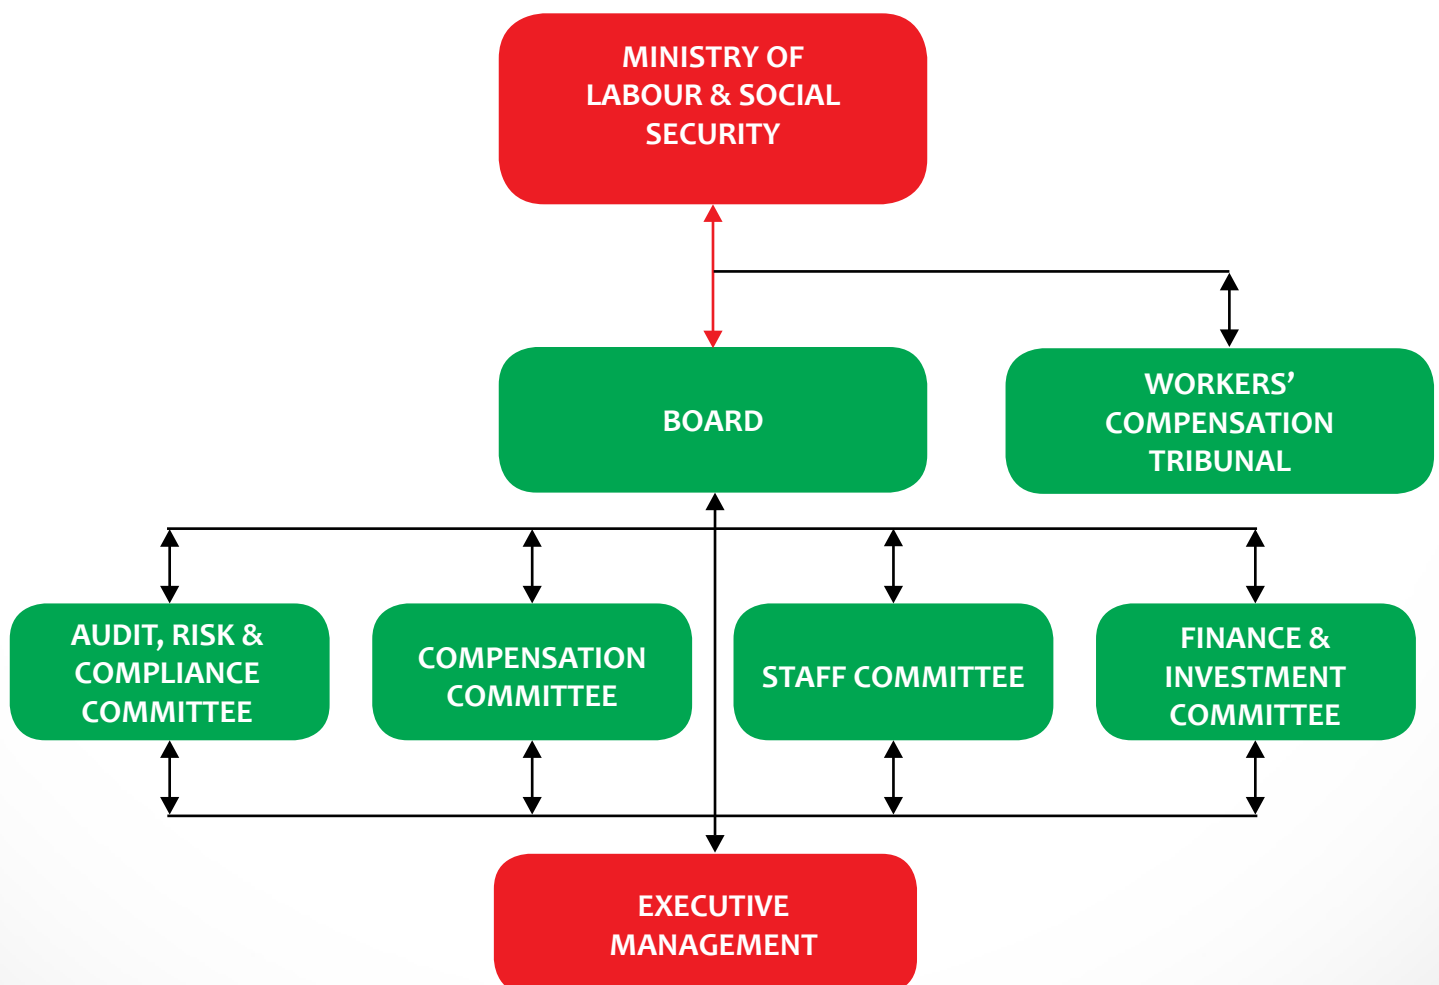 MINISTRY OF
LABOUR & SOCIAL
SECURITY
BOARD
WORKERS’
COMPENSATION
TRIBUNAL
AUDIT, RISK &
COMPLIANCE
COMMITTEE
COMPENSATION
COMMITTEE
STAFF COMMITTEE
FINANCE &
INVESTMENT
COMMITTEE
EXECUTIVE
MANAGEMENT